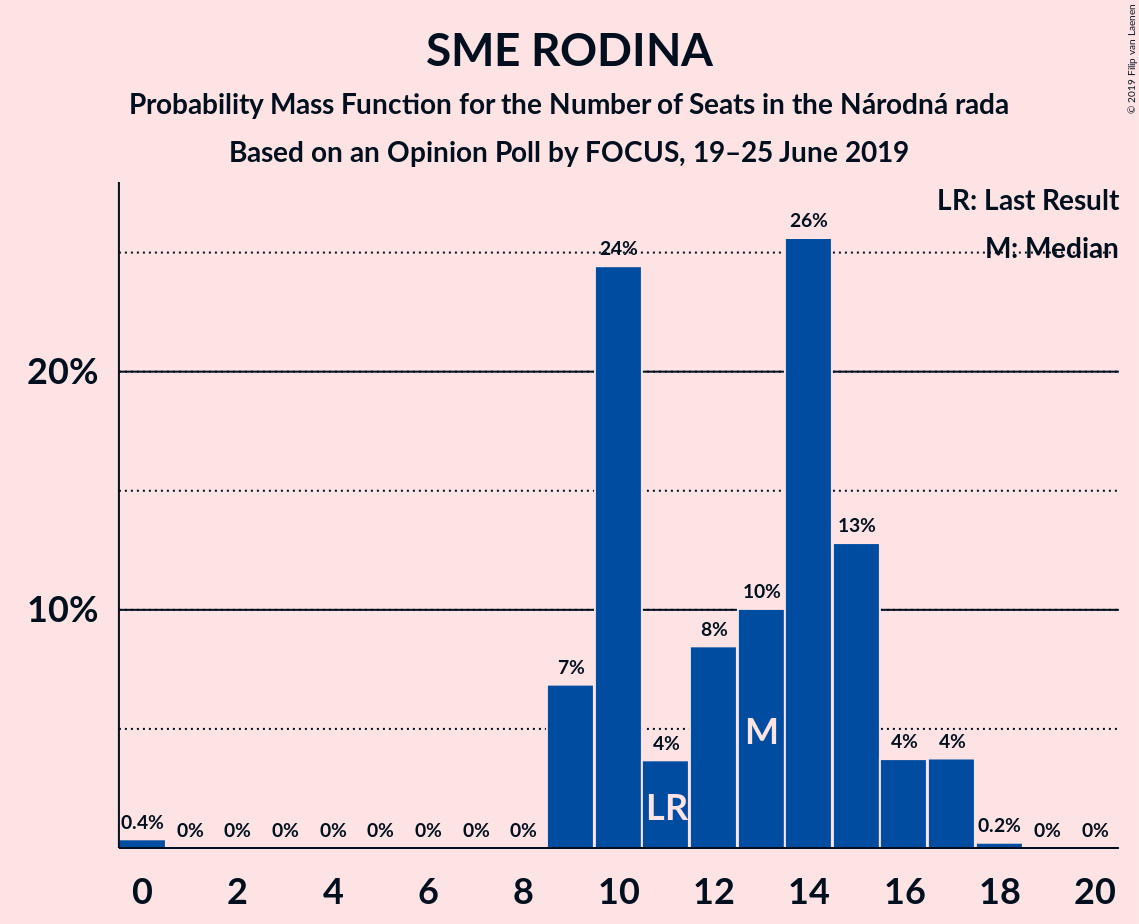 SME RODINA
Probability Mass Function for the Number of Seats in the Národná rada
Based on an Opinion Poll by FOCUS, 19–25 June 2019
© 2019 Filip van Laenen
LR: Last Result
M: Median
20%
10%
0.4%
0%
0%
0%
0%
0%
0%
0%
0%
7%
24%
4%
8%
10%
26%
13%
4%
4%
0.2%
0%
0%
LR
M
0 2 4 6 8 10 12 14 16 18 20